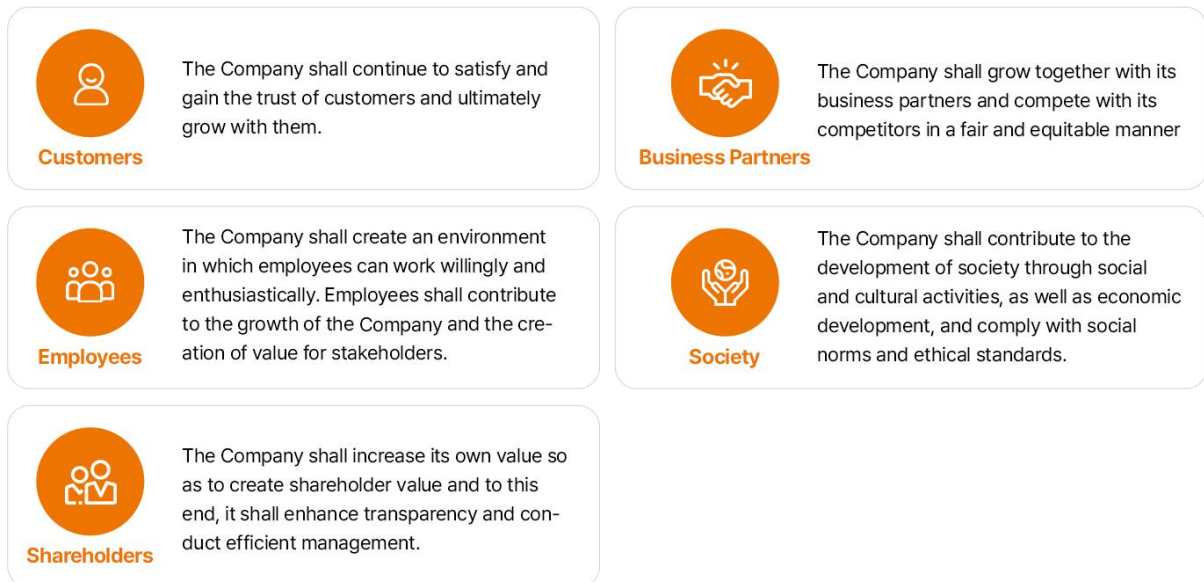 The Company shall continue to satisfy and
gain the trust of customers and ultimately
grow with them.
Customers
The Company shall grow together with its
business partners and compete with its
competitors in a fair and equitable manner
Business Partners
The Company shall create an environment
in which employees can work willingly and
enthusiastically. Employees shall contribute
to the growth of the Company and the cre-
ation of value for stakeholders.
Employees
The Company shall contribute to the
development of society through social
and cultural activities, as well as economic
development, and comply with social
norms and ethical standards.
Society
The Company shall increase its own value so
as to create shareholder value and to this
end, it shall enhance transparency and con-
duct efficient management.
Shareholders